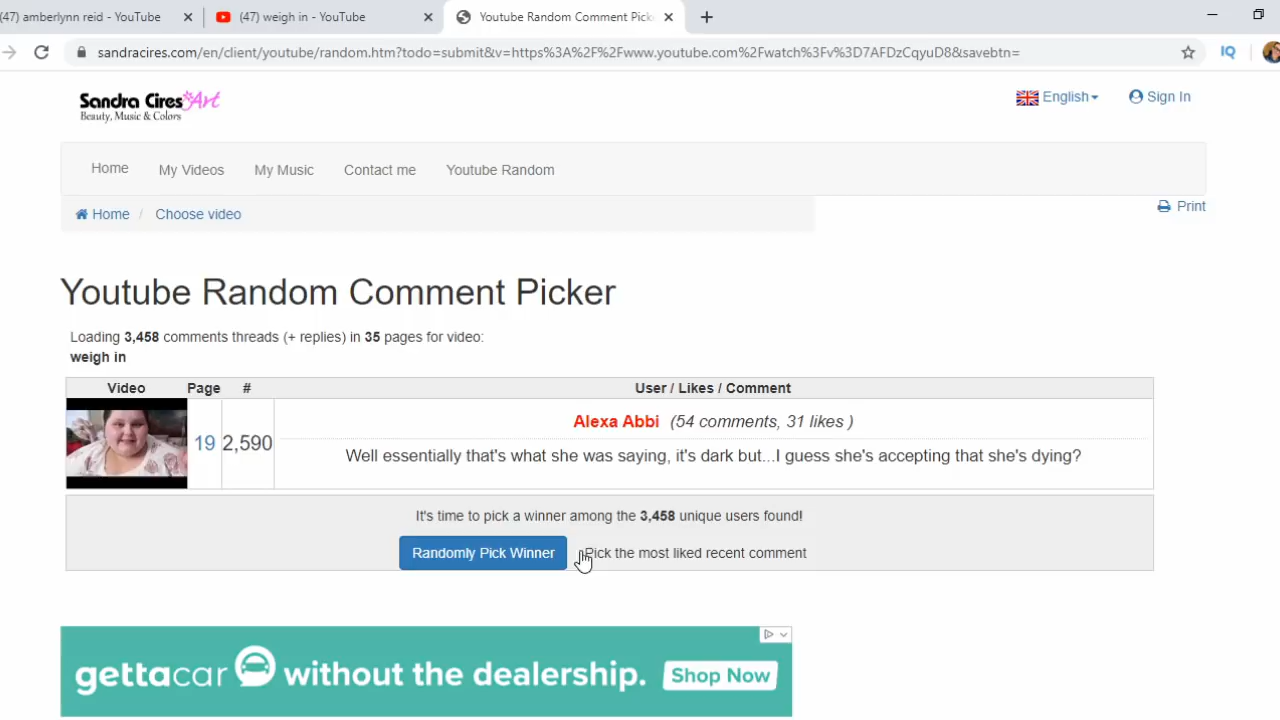 (47) amberlynn reid - YouTube
(47) weigh in - YouTube
Youtube Random Comment Pick
sandracires.com/en/client/youtube/random.htm?todo=submit&v=https%3A%2F%2Fwww.youtube.com%2Fwatch%3Fv%3D7AFDzCqyuD8&savebtn=
IQ
Sandra Cires Art
Beauty, Music & Colors
English
Sign In
Home My Videos My Music Contact me Youtube Random
Home / Choose video
Print
Youtube Random Comment Picker
Loading 3,458 comments threads (+ replies) in 35 pages for video:
weigh in
Video Page # User / Likes / Comment
Alexa Abbi (54 comments, 31 likes )
19 2,590
Well essentially that's what she was saying, it's dark but...I guess she's accepting that she's dying?
It's time to pick a winner among the 3,458 unique users found!
Randomly Pick Winner Pick the most liked recent comment
gettacar without the dealership. Shop Now